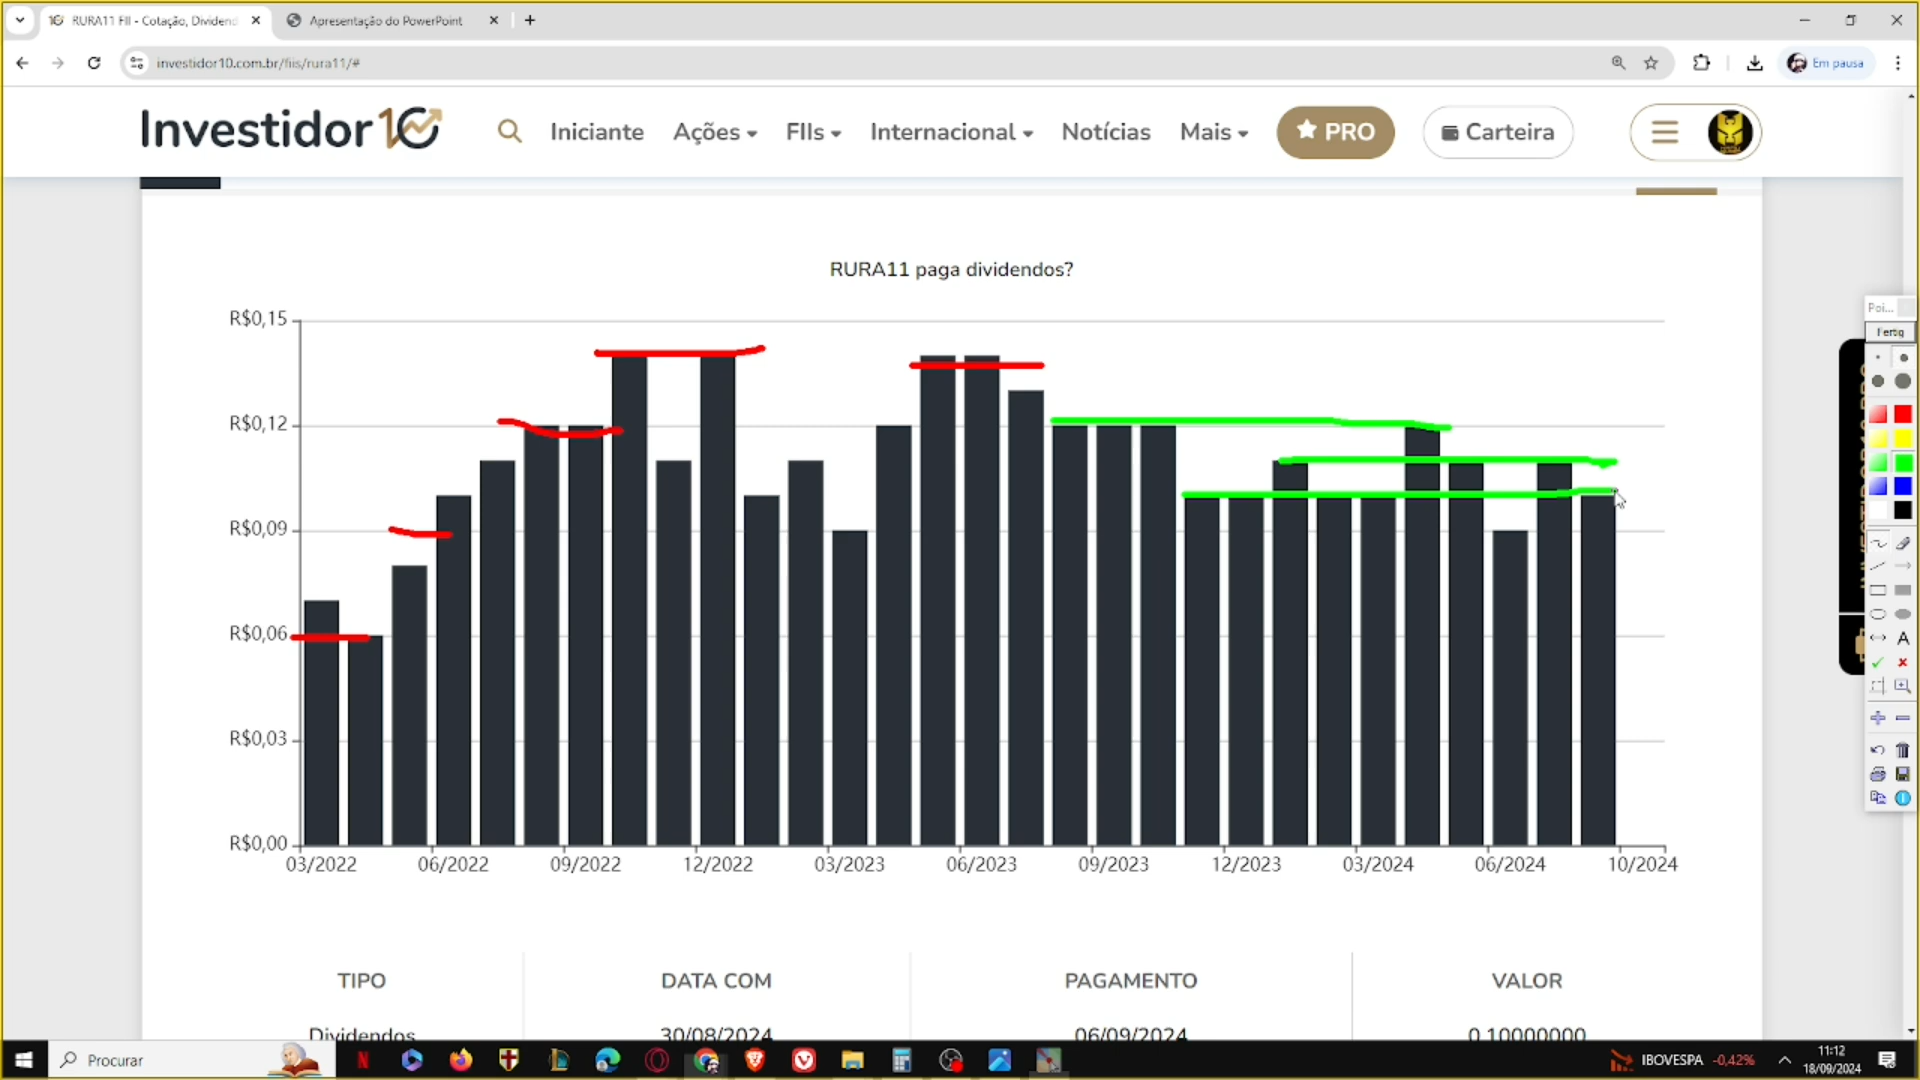 RURA11 FII - Cotação, Dividend
Apresentação do PowerPoint
investidor10.com.br/fiis/rura11/#
Em pausa
Investidor10
Iniciante
Ações
FIIs
Internacional
Notícias
Mais
PRO
Carteira
RURA11 paga dividendos?
R$0,15
R$0,12
R$0,09
R$0,06
R$0,03
R$0,00
03/2022 06/2022 09/2022 12/2022 03/2023 06/2023 09/2023 12/2023 03/2024 06/2024 10/2024
TIPO DATA COM PAGAMENTO VALOR
Dividendos 30/08/2024 06/09/2024 0.10000000
Poi...
Fertig
A
Procurar
IBOVESPA -0,42%
11:12
18/09/2024